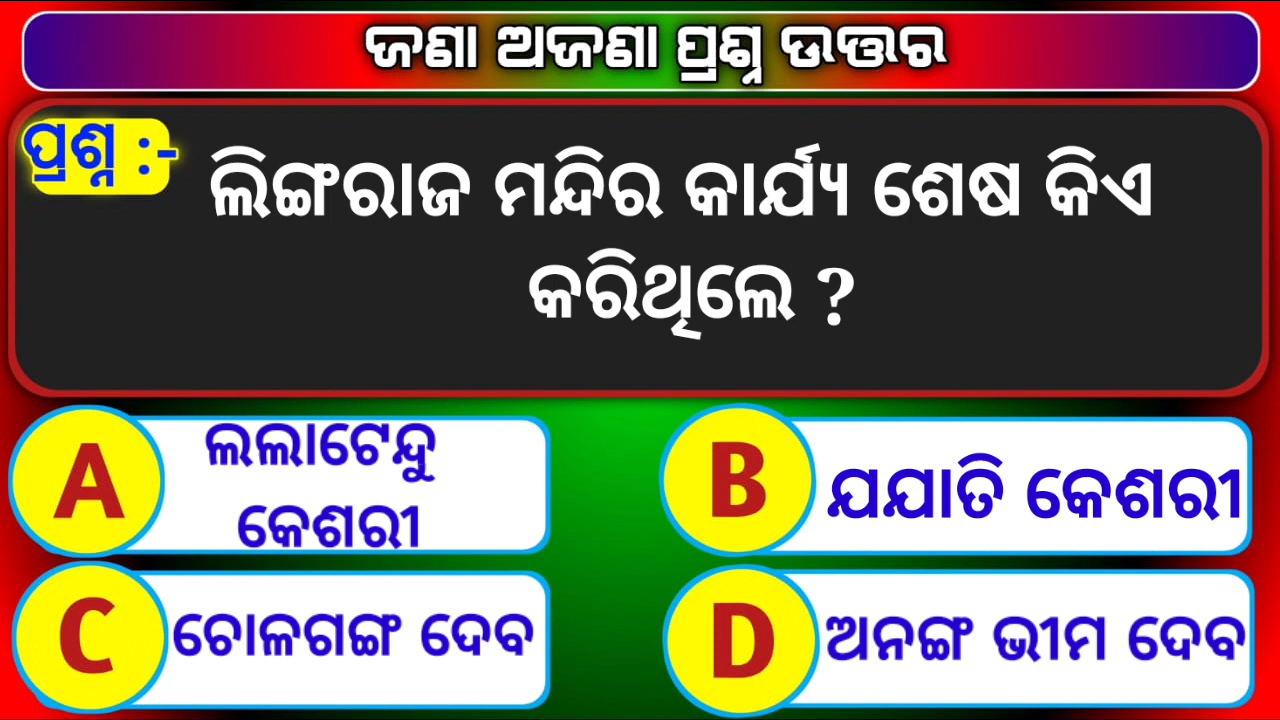 ଜଣା ଅଜଣା ପ୍ରଶ୍ନ ଉତ୍ତର
ପ୍ରଶ୍ନ :-
ଲିଙ୍ଗରାଜ ମନ୍ଦିର କାର୍ଯ୍ୟ ଶେଷ କିଏ
କରିଥିଲେ ?
A
ଲଲାଟେନ୍ଦୁ
କେଶରୀ
B
ଯଯାତି କେଶରୀ
C
ଚୋଳଗଙ୍ଗ ଦେବ
D
ଅନଙ୍ଗ ଭୀମ ଦେବ